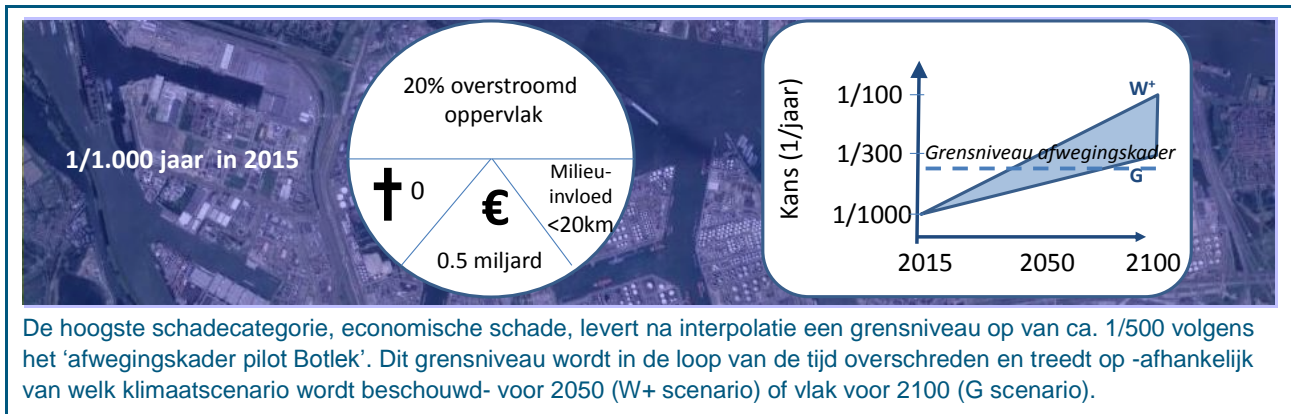 1/1.000 jaar in 2015
20% overstroomd
oppervlak
0
€
0.5 miljard
Milieu-
invloed
<20km
Kans (1/jaar)
1/100
1/300
1/1000
W+
Grensniveau afwegingskader
G
2015
2050
2100
De hoogste schadecategorie, economische schade, levert na interpolatie een grensniveau op van ca. 1/500 volgens
het ‘afwegingskader pilot Botlek’. Dit grensniveau wordt in de loop van de tijd overschreden en treedt op -afhankelijk
van welk klimaatscenario wordt beschouwd- voor 2050 (W+ scenario) of vlak voor 2100 (G scenario).